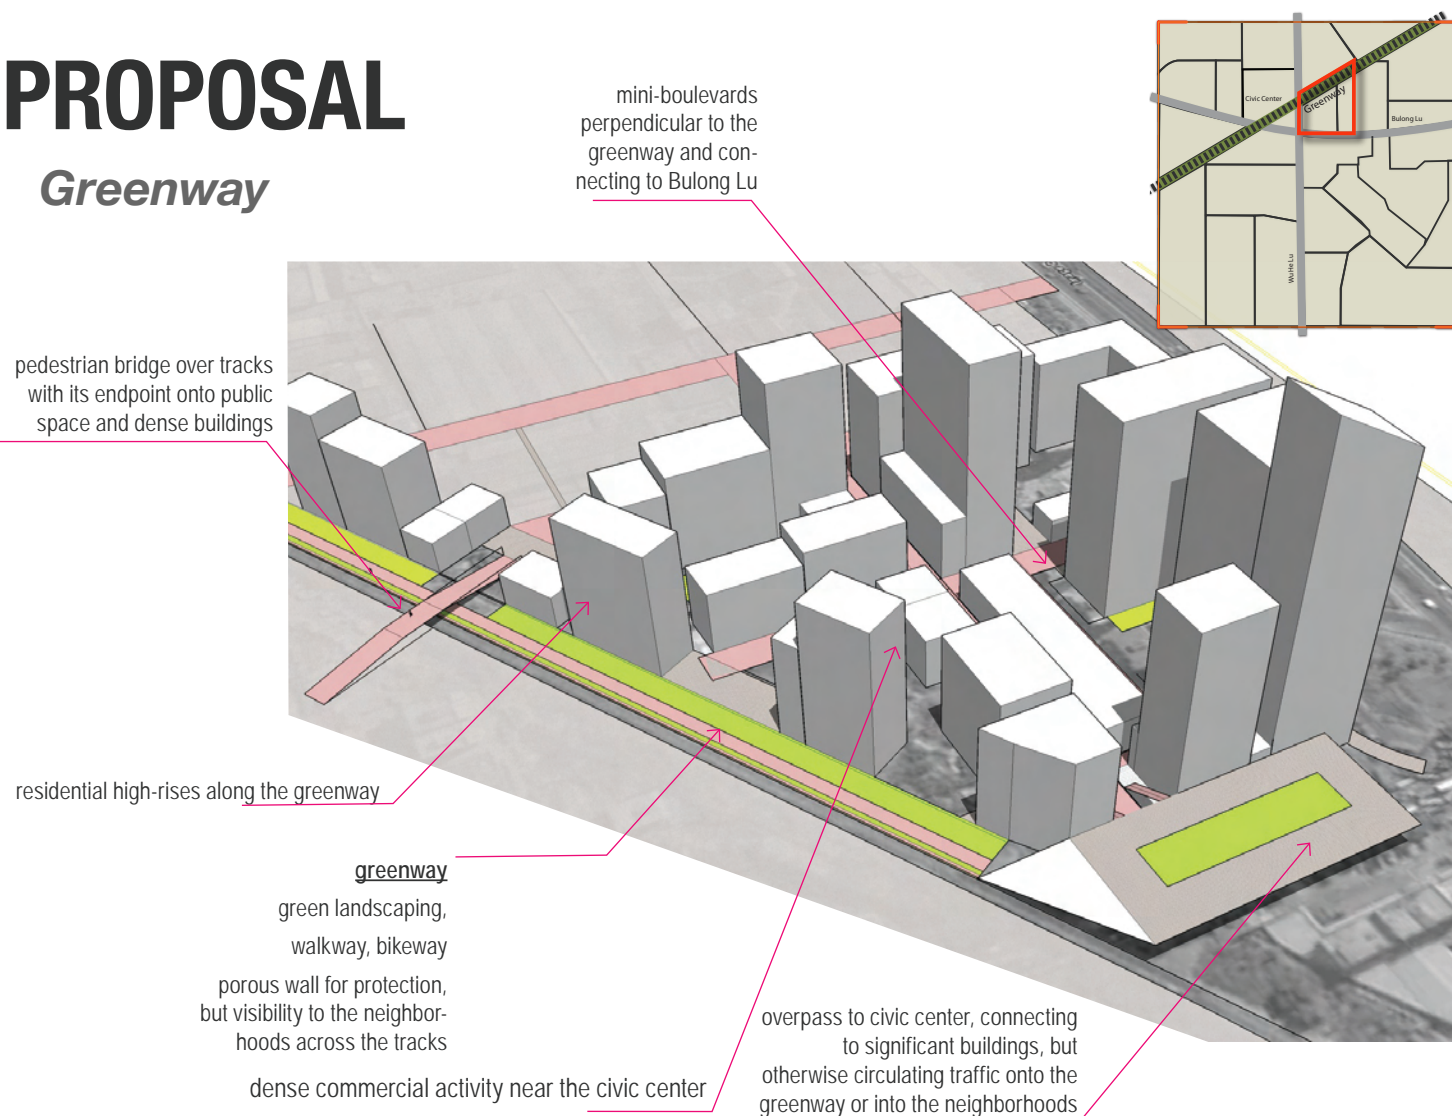 PROPOSAL
Greenway
mini-boulevards
perpendicular to the
greenway and con-
necting to Bulong Lu
Civic Center
Greenway
Bulong Lu
Wu He Lu
pedestrian bridge over tracks
with its endpoint onto public
space and dense buildings
residential high-rises along the greenway
greenway
green landscaping,
walkway, bikeway
porous wall for protection,
but visibility to the neighbor-
hoods across the tracks
dense commercial activity near the civic center
overpass to civic center, connecting
to significant buildings, but
otherwise circulating traffic onto the
greenway or into the neighborhoods